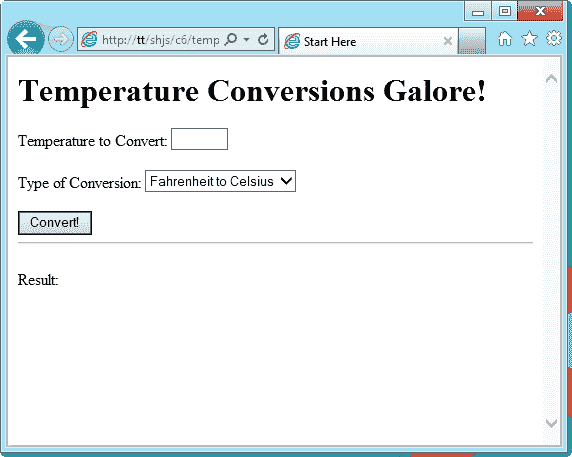 http://tt/shjs/c6/temp
Start Here
Temperature Conversions Galore!
Temperature to Convert:
Type of Conversion: Fahrenheit to Celsius
Convert!
Result: